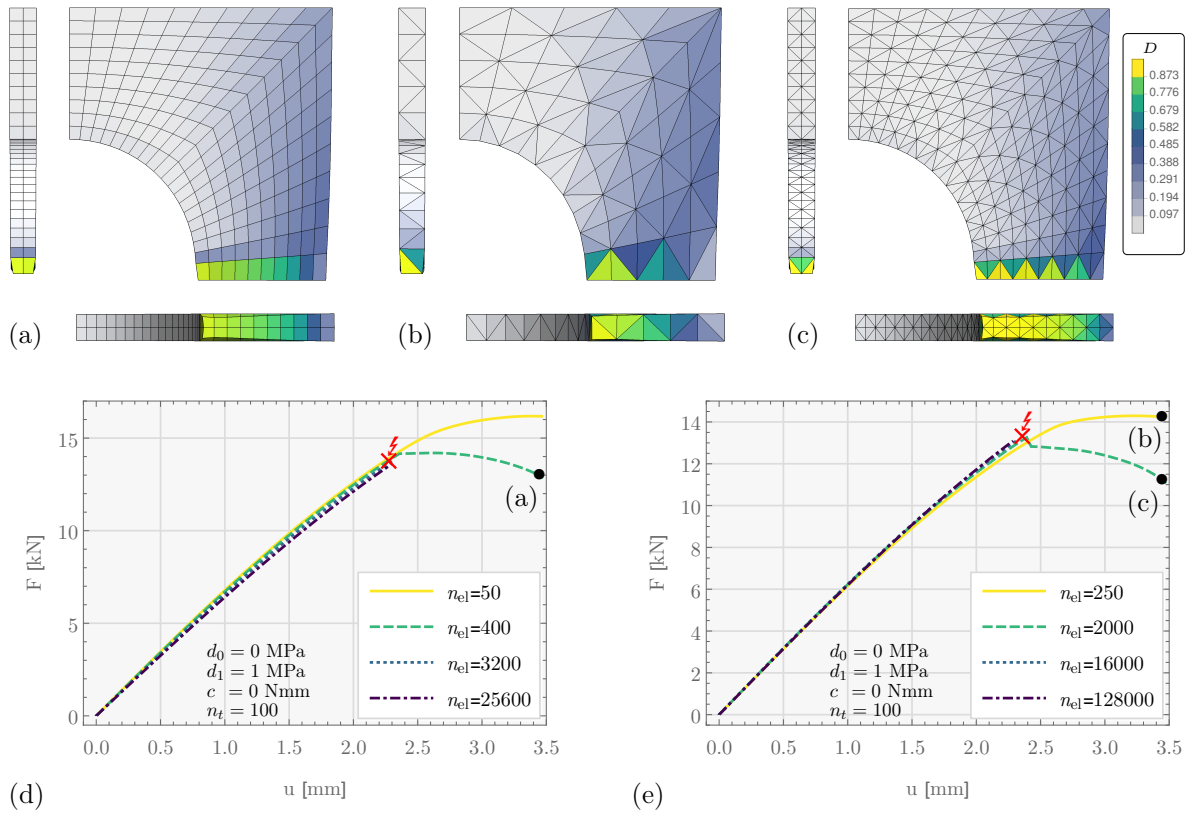 D
0.873
0.776
0.679
0.582
0.485
0.388
0.291
0.194
0.097
(a)
(b)
(c)
15
10
5
0
F [kN]
(a)
n_el=50
n_el=400
n_el=3200
n_el=25600
d_0 = 0 MPa
d_1 = 1 MPa
c = 0 Nmm
n_t = 100
0.0 0.5 1.0 1.5 2.0 2.5 3.0 3.5
u [mm]
(d)
14
12
10
8
6
4
2
0
F [kN]
(b)
(c)
n_el=250
n_el=2000
n_el=16000
n_el=128000
d_0 = 0 MPa
d_1 = 1 MPa
c = 0 Nmm
n_t = 100
0.0 0.5 1.0 1.5 2.0 2.5 3.0 3.5
u [mm]
(e)